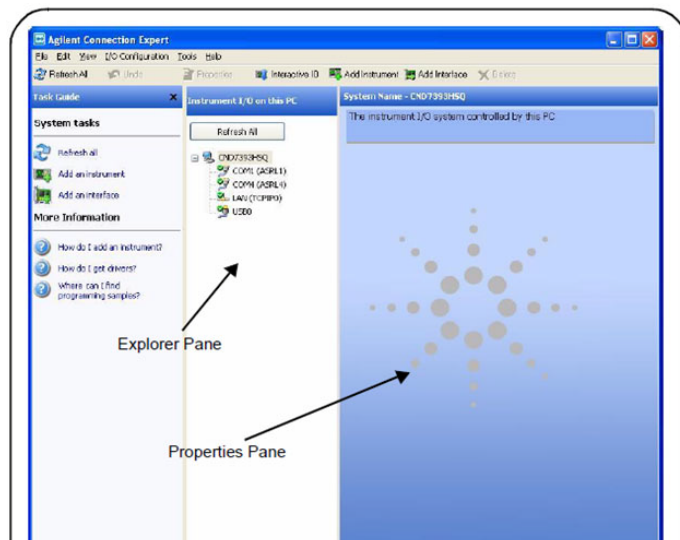 Agilent Connection Expert
File Edit View I/O Configuration Tools Help
Refresh All Undo Properties Interactive IO Add Instrument Add Interface Delete
Task Guide
Instrument I/O on this PC
System Name - CND7393HSQ
System tasks
Refresh all
Add an instrument
Add an interface
More Information
How do I add an instrument?
How do I get drivers?
Where can I find
programming samples?
Refresh All
CND7393HSQ
COM1 (ASRL1)
COM4 (ASRL4)
LAN (TCPIP0)
USB0
The instrument I/O system controlled by this PC
Explorer Pane
Properties Pane